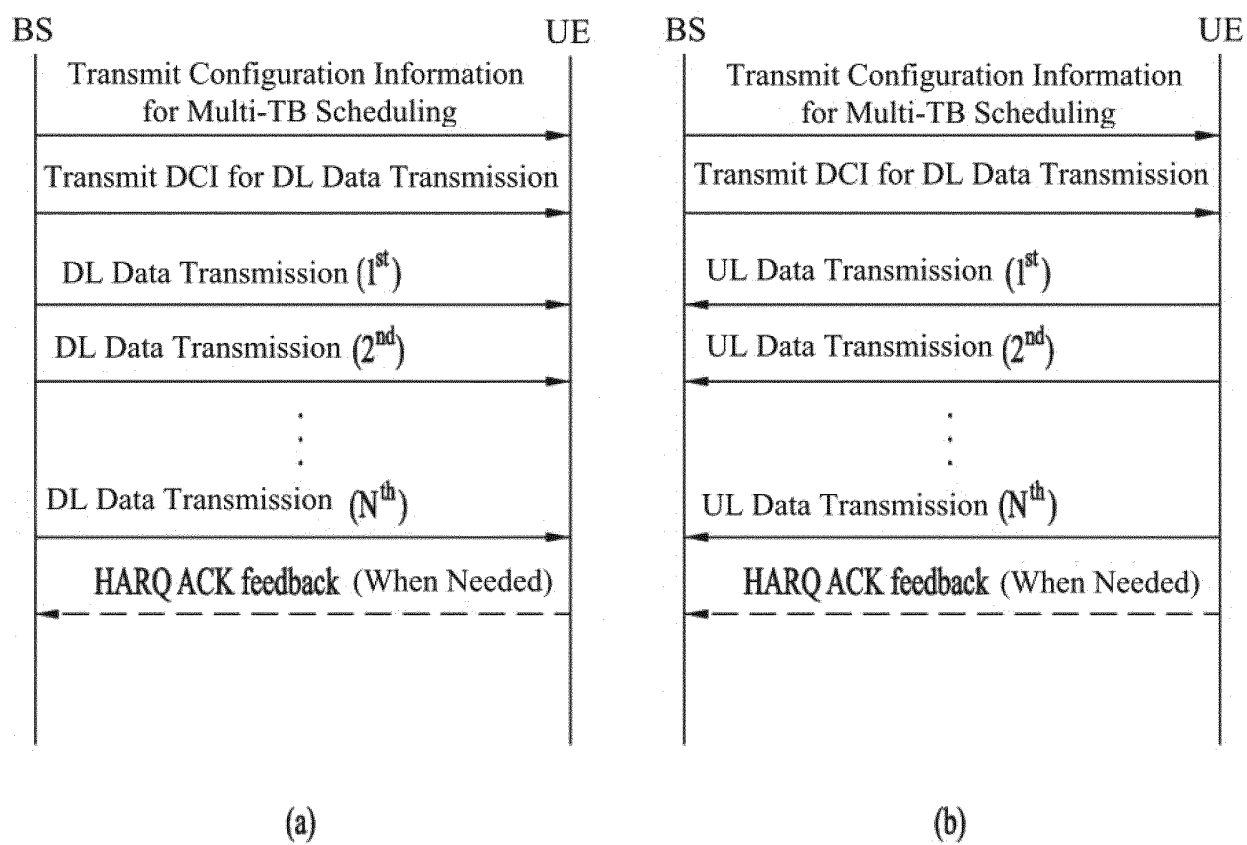 BS
UE
Transmit Configuration Information
for Multi-TB Scheduling
Transmit DCI for DL Data Transmission
DL Data Transmission (1st)
DL Data Transmission (2nd)
DL Data Transmission (Nth)
HARQ ACK feedback (When Needed)
(a)
BS
UE
Transmit Configuration Information
for Multi-TB Scheduling
Transmit DCI for DL Data Transmission
UL Data Transmission (1st)
UL Data Transmission (2nd)
UL Data Transmission (Nth)
HARQ ACK feedback (When Needed)
(b)